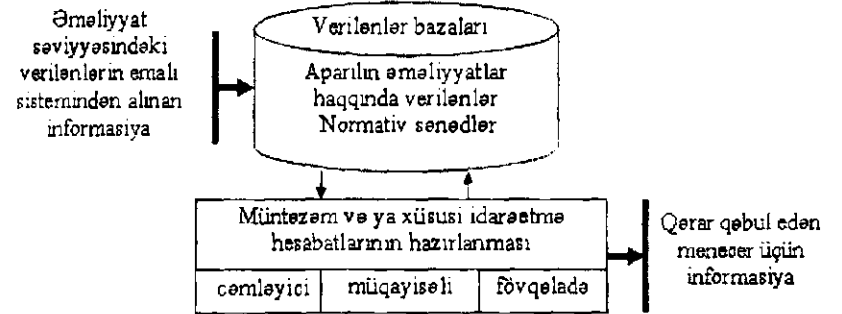 Əməliyyat
səviyyəsindəki
verilənlərin emalı
sistemindən alınan
informasiya
Verilənlər bazaları
Aparılın əməliyyatlar
haqqında verilənlər
Normativ sənədlər
Müntəzəm və ya xüsusi idarəetmə
hesabatlarının hazırlanması
cəmləyici
müqayisəli
fövqəladə
Qərar qəbul edən
menecer üçün
informasiya